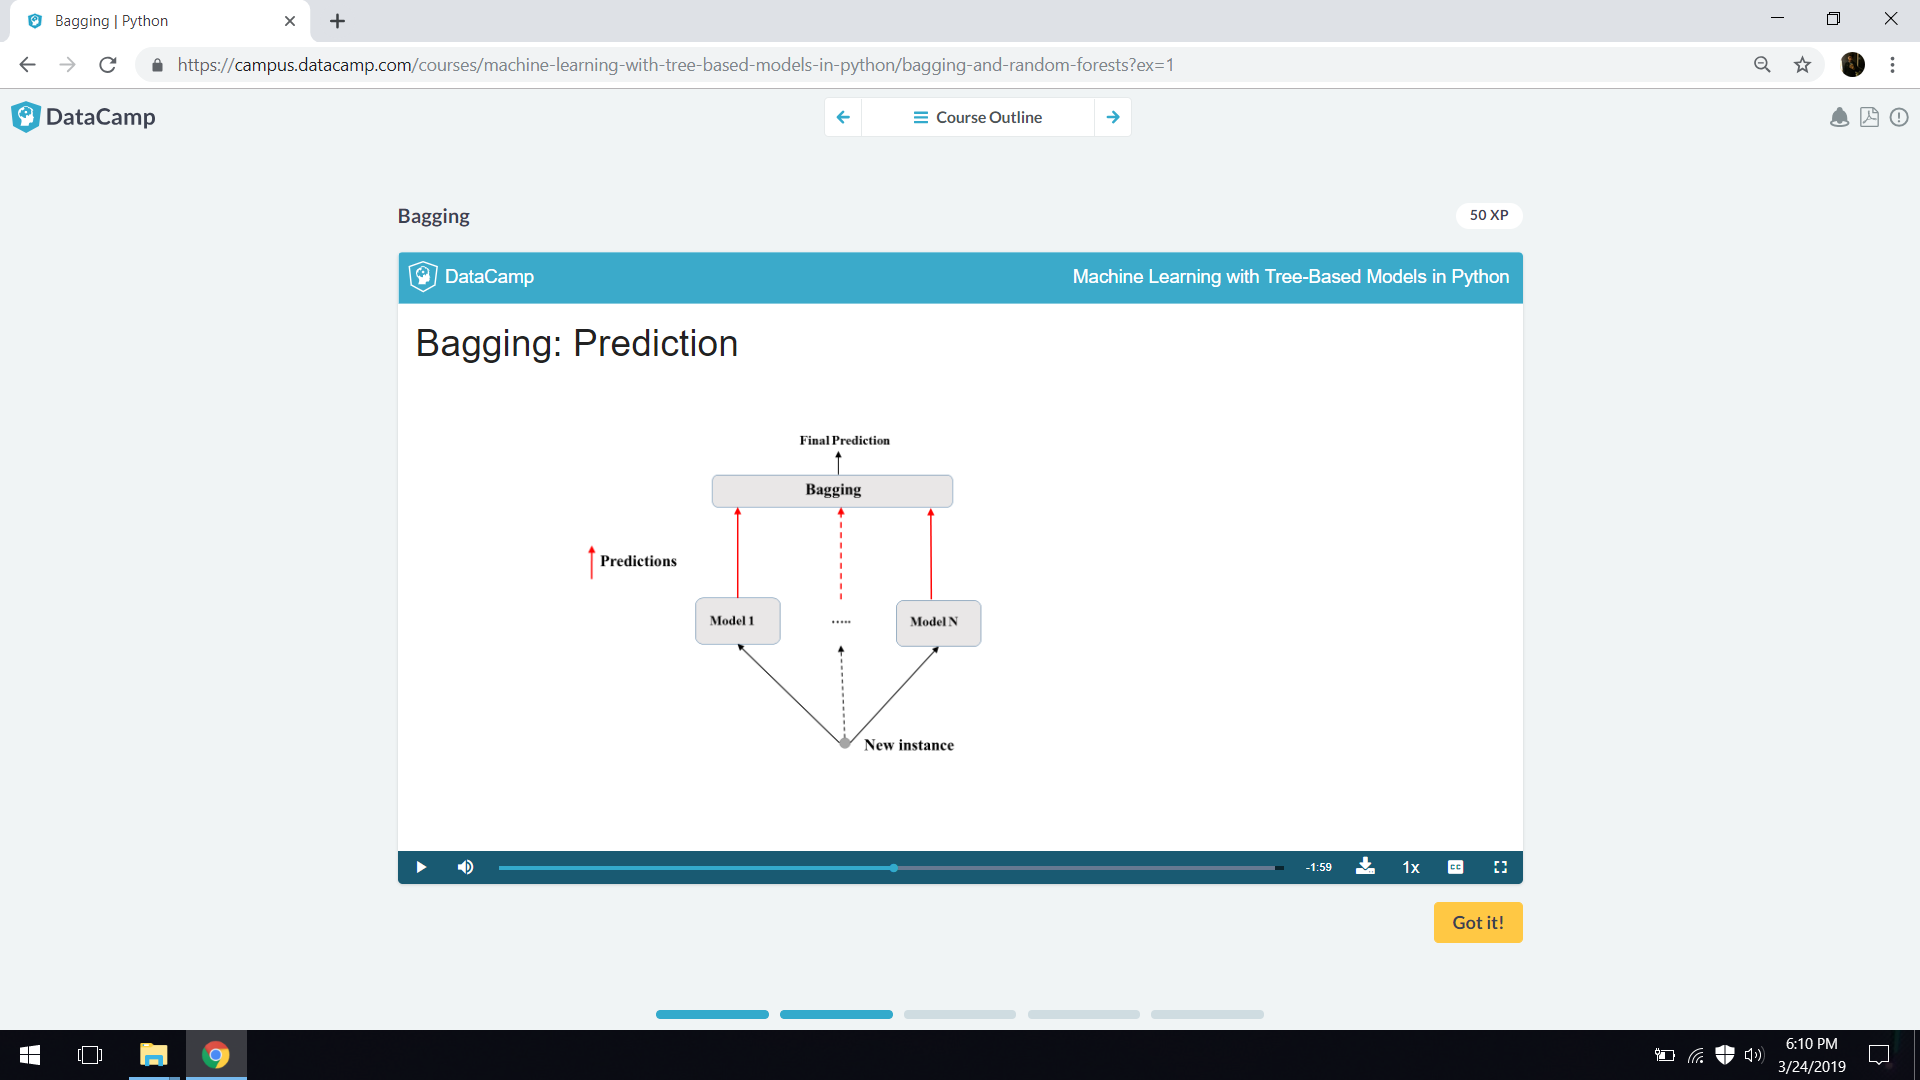 Bagging | Python
https://campus.datacamp.com/courses/machine-learning-with-tree-based-models-in-python/bagging-and-random-forests?ex=1
DataCamp
Course Outline
Bagging
50 XP
DataCamp
Machine Learning with Tree-Based Models in Python
Bagging: Prediction
Final Prediction
Bagging
Predictions
Model 1
.....
Model N
New instance
-1:59
1x
CC
Got it!
6:10 PM
3/24/2019